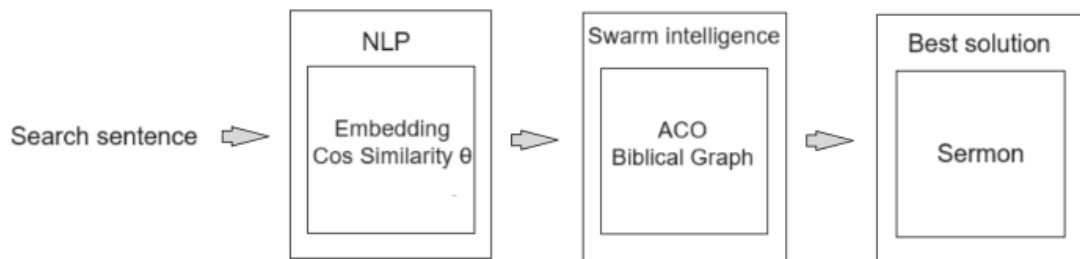 Search sentence
NLP
Embedding
Cos Similarity θ
Swarm intelligence
ACO
Biblical Graph
Best solution
Sermon